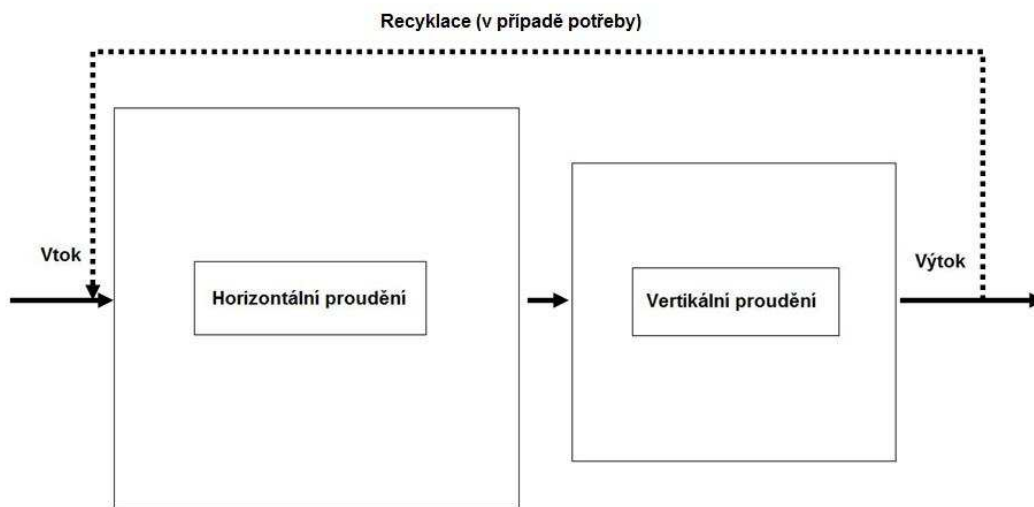 Recyklace (v případě potřeby)
Vtok
Výtok
Horizontální proudění
Vertikální proudění